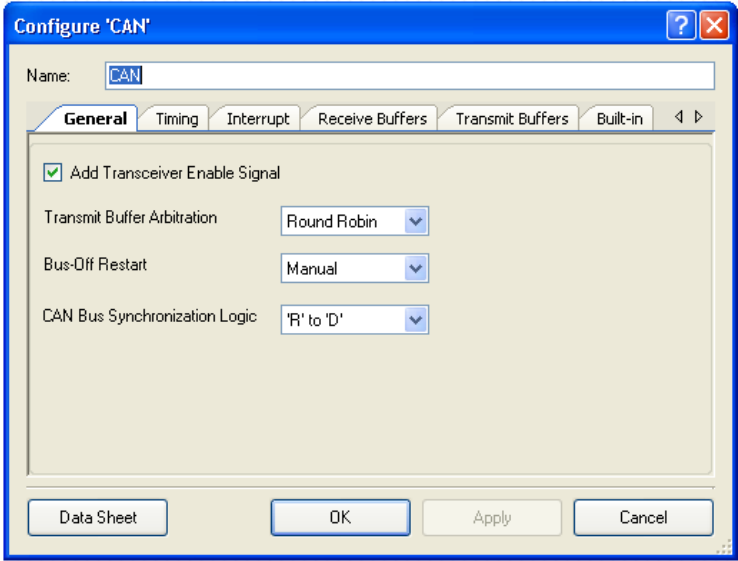 Configure 'CAN'
Name: CAN
General Timing Interrupt Receive Buffers Transmit Buffers Built-in
Add Transceiver Enable Signal
Transmit Buffer Arbitration Round Robin
Bus-Off Restart Manual
CAN Bus Synchronization Logic 'R' to 'D'
Data Sheet OK Apply Cancel